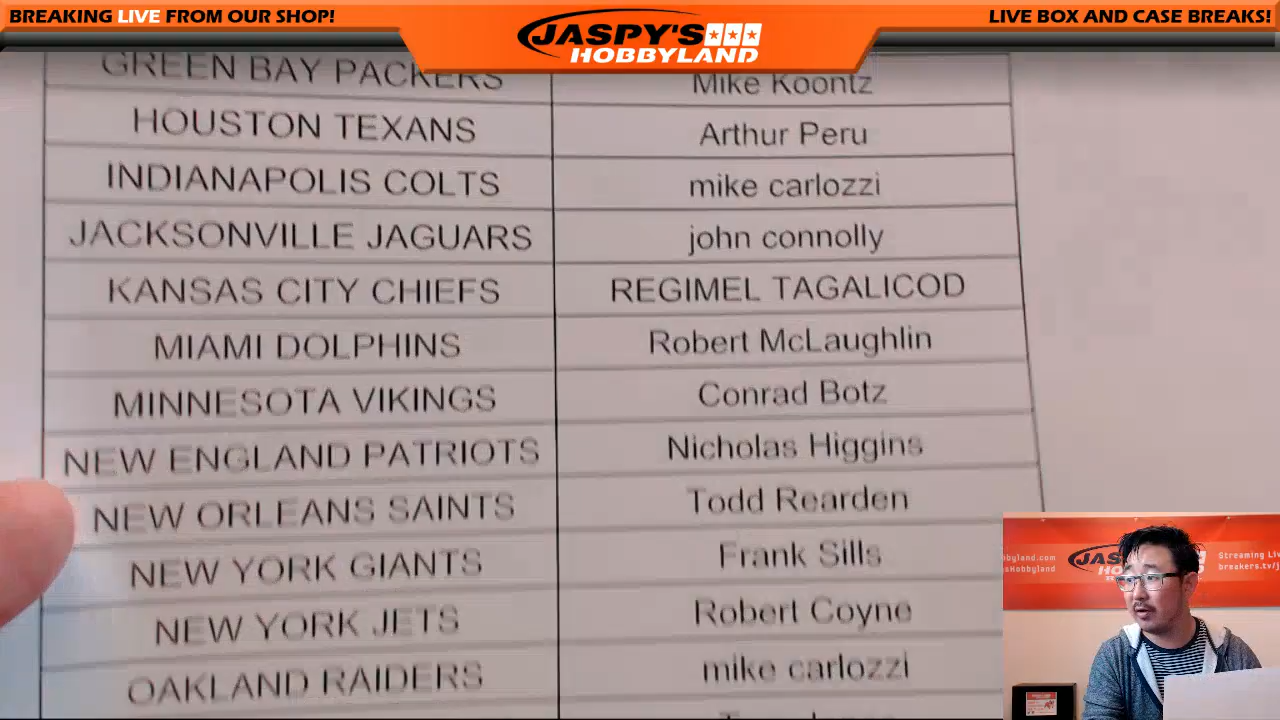 BREAKING LIVE FROM OUR SHOP!
JASPY'S
HOBBYLAND
LIVE BOX AND CASE BREAKS!
GREEN BAY PACKERS Mike Koontz
HOUSTON TEXANS Arthur Peru
INDIANAPOLIS COLTS mike carlozzi
JACKSONVILLE JAGUARS john connolly
KANSAS CITY CHIEFS REGIMEL TAGALICOD
MIAMI DOLPHINS Robert McLaughlin
MINNESOTA VIKINGS Conrad Botz
NEW ENGLAND PATRIOTS Nicholas Higgins
NEW ORLEANS SAINTS Todd Rearden
NEW YORK GIANTS Frank Sills
NEW YORK JETS Robert Coyne
OAKLAND RAIDERS mike carlozzi